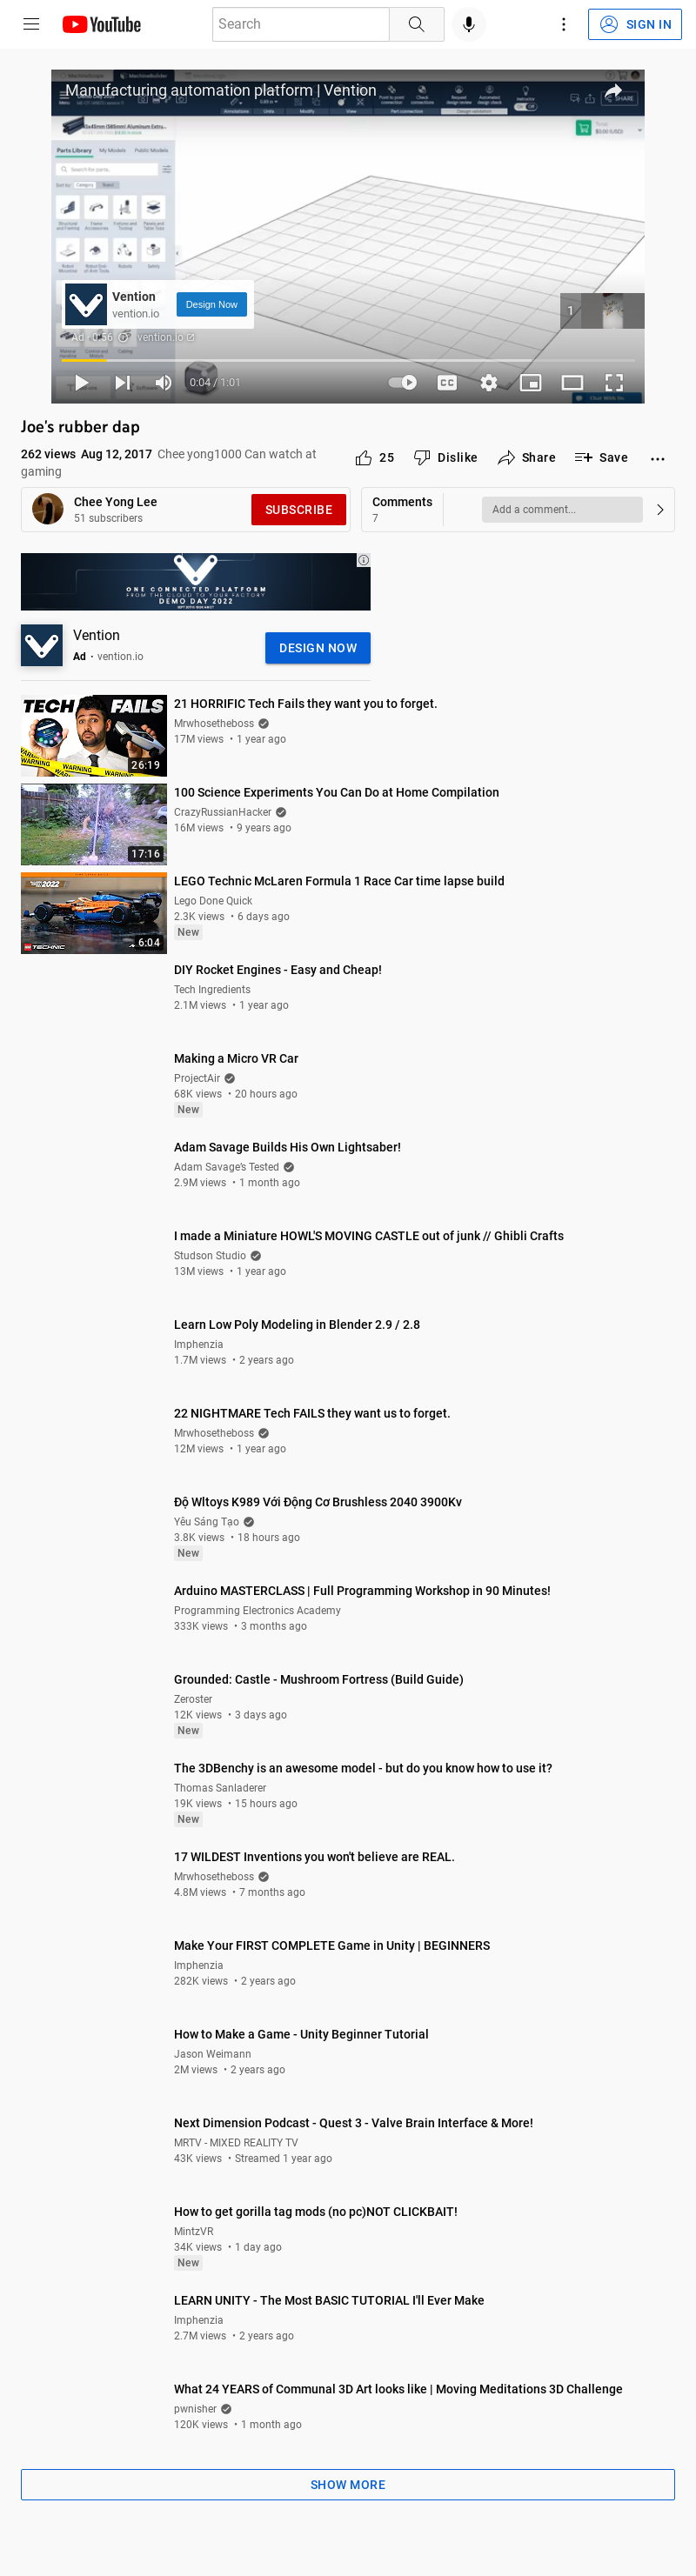 YouTube
Search
SIGN IN
Manufacturing automation platform | Vention
SHARE
Parts Library My Models Public Models
Search for parts...
Vention
vention.io
Design Now
Ad · 0:56 vention.io
1
0:04 / 1:01
CC
Joe's rubber dap
262 views Aug 12, 2017 Chee yong1000 Can watch at
gaming
25 Dislike Share Save
Chee Yong Lee
51 subscribers
SUBSCRIBE
Comments
7
Add a comment...
ONE CONNECTED PLATFORM
FROM THE CLOUD TO YOUR FACTORY
DEMO DAY 2022
Vention
Ad • vention.io
DESIGN NOW
TECH FAILS
WARNING WARNING WARNING
26:19
21 HORRIFIC Tech Fails they want you to forget.
Mrwhosetheboss
17M views • 1 year ago
17:16
100 Science Experiments You Can Do at Home Compilation
CrazyRussianHacker
16M views • 9 years ago
2022
TECHNIC
6:04
LEGO Technic McLaren Formula 1 Race Car time lapse build
Lego Done Quick
2.3K views • 6 days ago
New
DIY Rocket Engines - Easy and Cheap!
Tech Ingredients
2.1M views • 1 year ago
Making a Micro VR Car
ProjectAir
68K views • 20 hours ago
New
Adam Savage Builds His Own Lightsaber!
Adam Savage’s Tested
2.9M views • 1 month ago
I made a Miniature HOWL'S MOVING CASTLE out of junk // Ghibli Crafts
Studson Studio
13M views • 1 year ago
Learn Low Poly Modeling in Blender 2.9 / 2.8
Imphenzia
1.7M views • 2 years ago
22 NIGHTMARE Tech FAILS they want us to forget.
Mrwhosetheboss
12M views • 1 year ago
Độ Wltoys K989 Với Động Cơ Brushless 2040 3900Kv
Yêu Sáng Tạo
3.8K views • 18 hours ago
New
Arduino MASTERCLASS | Full Programming Workshop in 90 Minutes!
Programming Electronics Academy
333K views • 3 months ago
Grounded: Castle - Mushroom Fortress (Build Guide)
Zeroster
12K views • 3 days ago
New
The 3DBenchy is an awesome model - but do you know how to use it?
Thomas Sanladerer
19K views • 15 hours ago
New
17 WILDEST Inventions you won't believe are REAL.
Mrwhosetheboss
4.8M views • 7 months ago
Make Your FIRST COMPLETE Game in Unity | BEGINNERS
Imphenzia
282K views • 2 years ago
How to Make a Game - Unity Beginner Tutorial
Jason Weimann
2M views • 2 years ago
Next Dimension Podcast - Quest 3 - Valve Brain Interface & More!
MRTV - MIXED REALITY TV
43K views • Streamed 1 year ago
How to get gorilla tag mods (no pc)NOT CLICKBAIT!
MintzVR
34K views • 1 day ago
New
LEARN UNITY - The Most BASIC TUTORIAL I'll Ever Make
Imphenzia
2.7M views • 2 years ago
What 24 YEARS of Communal 3D Art looks like | Moving Meditations 3D Challenge
pwnisher
120K views • 1 month ago
SHOW MORE